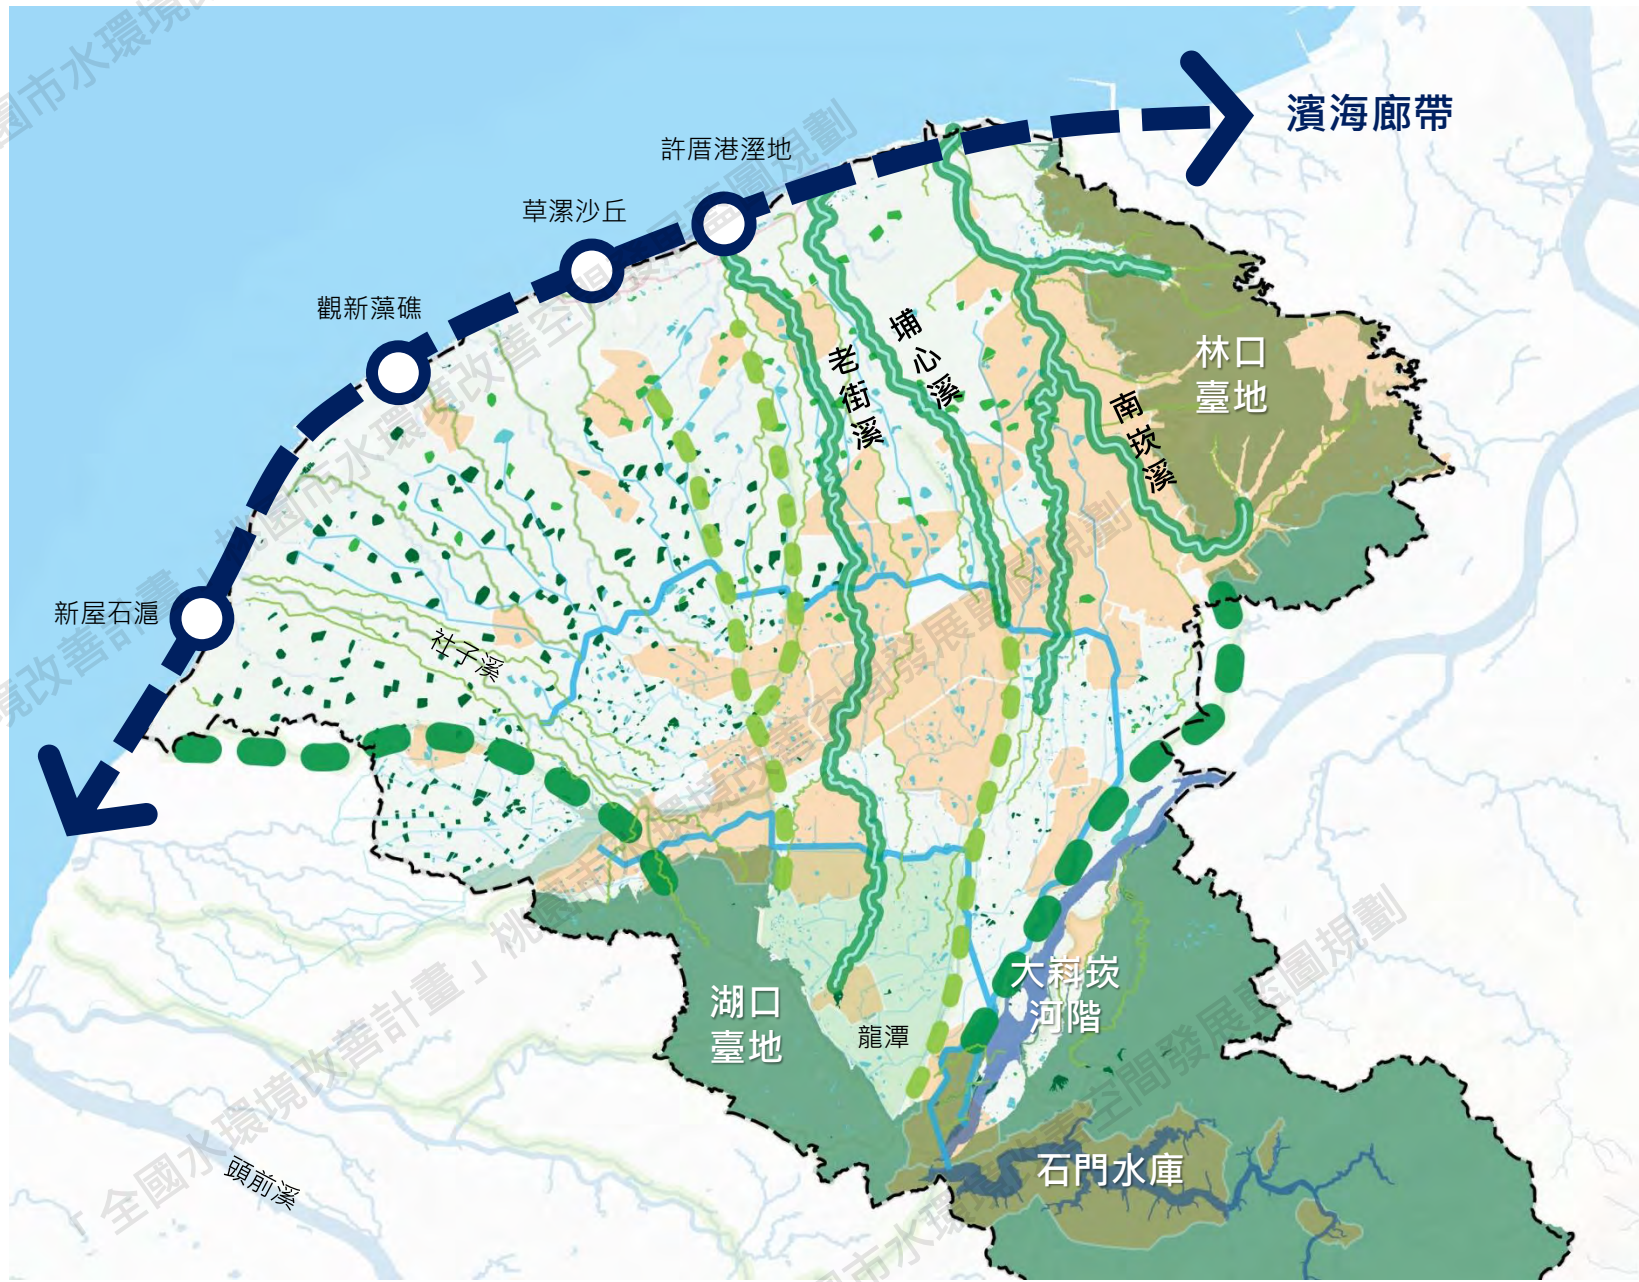 濱海廊帶
許厝港溼地
草漯沙丘
觀新藻礁
新屋石滬
老街溪
埔心溪
南崁溪
林口
臺地
社子溪
湖口
臺地
龍潭
大嵙崁
河階
石門水庫
頭前溪
「全國水環境改善計畫」桃園市水環境改善空間發展藍圖規劃